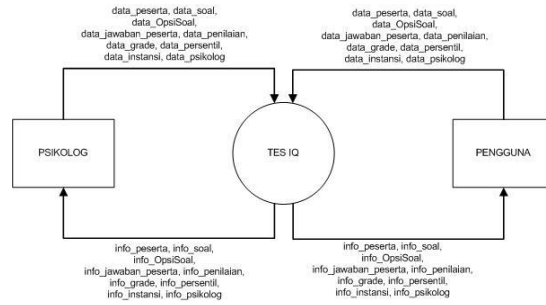 data_peserta, data_soal,
data_OpsiSoal,
data_jawaban_peserta, data_penilaian,
data_grade, data_persentil,
data_instansi, data_psikolog
data_peserta, data_soal,
data_OpsiSoal,
data_jawaban_peserta, data_penilaian,
data_grade, data_persentil,
data_instansi, data_psikolog
PSIKOLOG
TES IQ
PENGGUNA
info_peserta, info_soal,
info_OpsiSoal,
info_jawaban_peserta, info_penilaian,
info_grade, info_persentil,
info_instansi, info_psikolog
info_peserta, info_soal,
info_OpsiSoal,
info_jawaban_peserta, info_penilaian,
info_grade, info_persentil,
info_instansi, info_psikolog